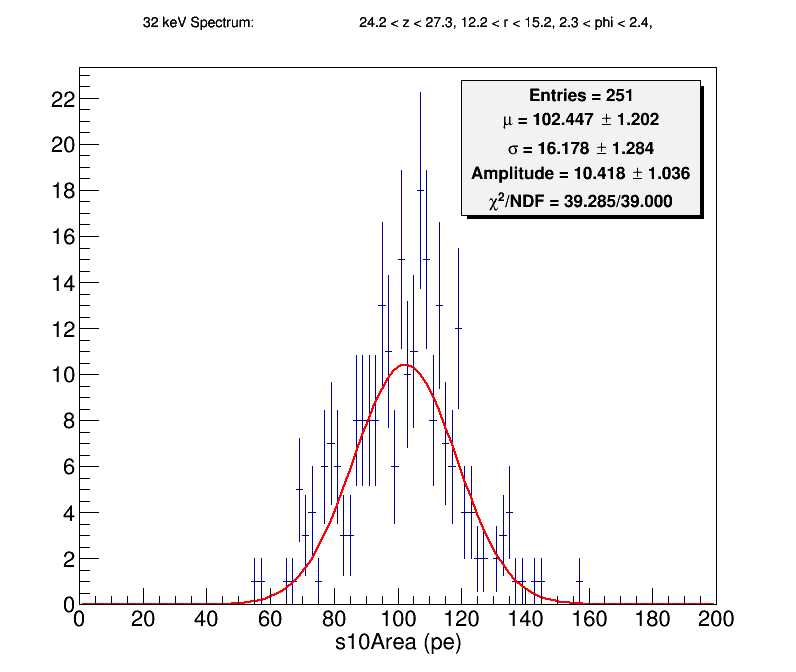 32 keV Spectrum: 24.2 < z < 27.3, 12.2 < r < 15.2, 2.3 < phi < 2.4,
Entries = 251
μ = 102.447 ± 1.202
σ = 16.178 ± 1.284
Amplitude = 10.418 ± 1.036
χ²/NDF = 39.285/39.000
22
20
18
16
14
12
10
8
6
4
2
0
0 20 40 60 80 100 120 140 160 180 200
s10Area (pe)